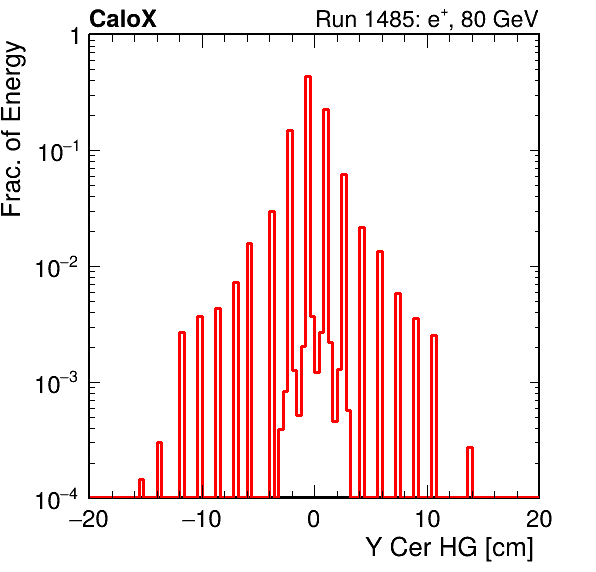 CaloX Run 1485: e⁺, 80 GeV
Frac. of Energy
1
10⁻¹
10⁻²
10⁻³
10⁻⁴
−20 −10 0 10 20
Y Cer HG [cm]